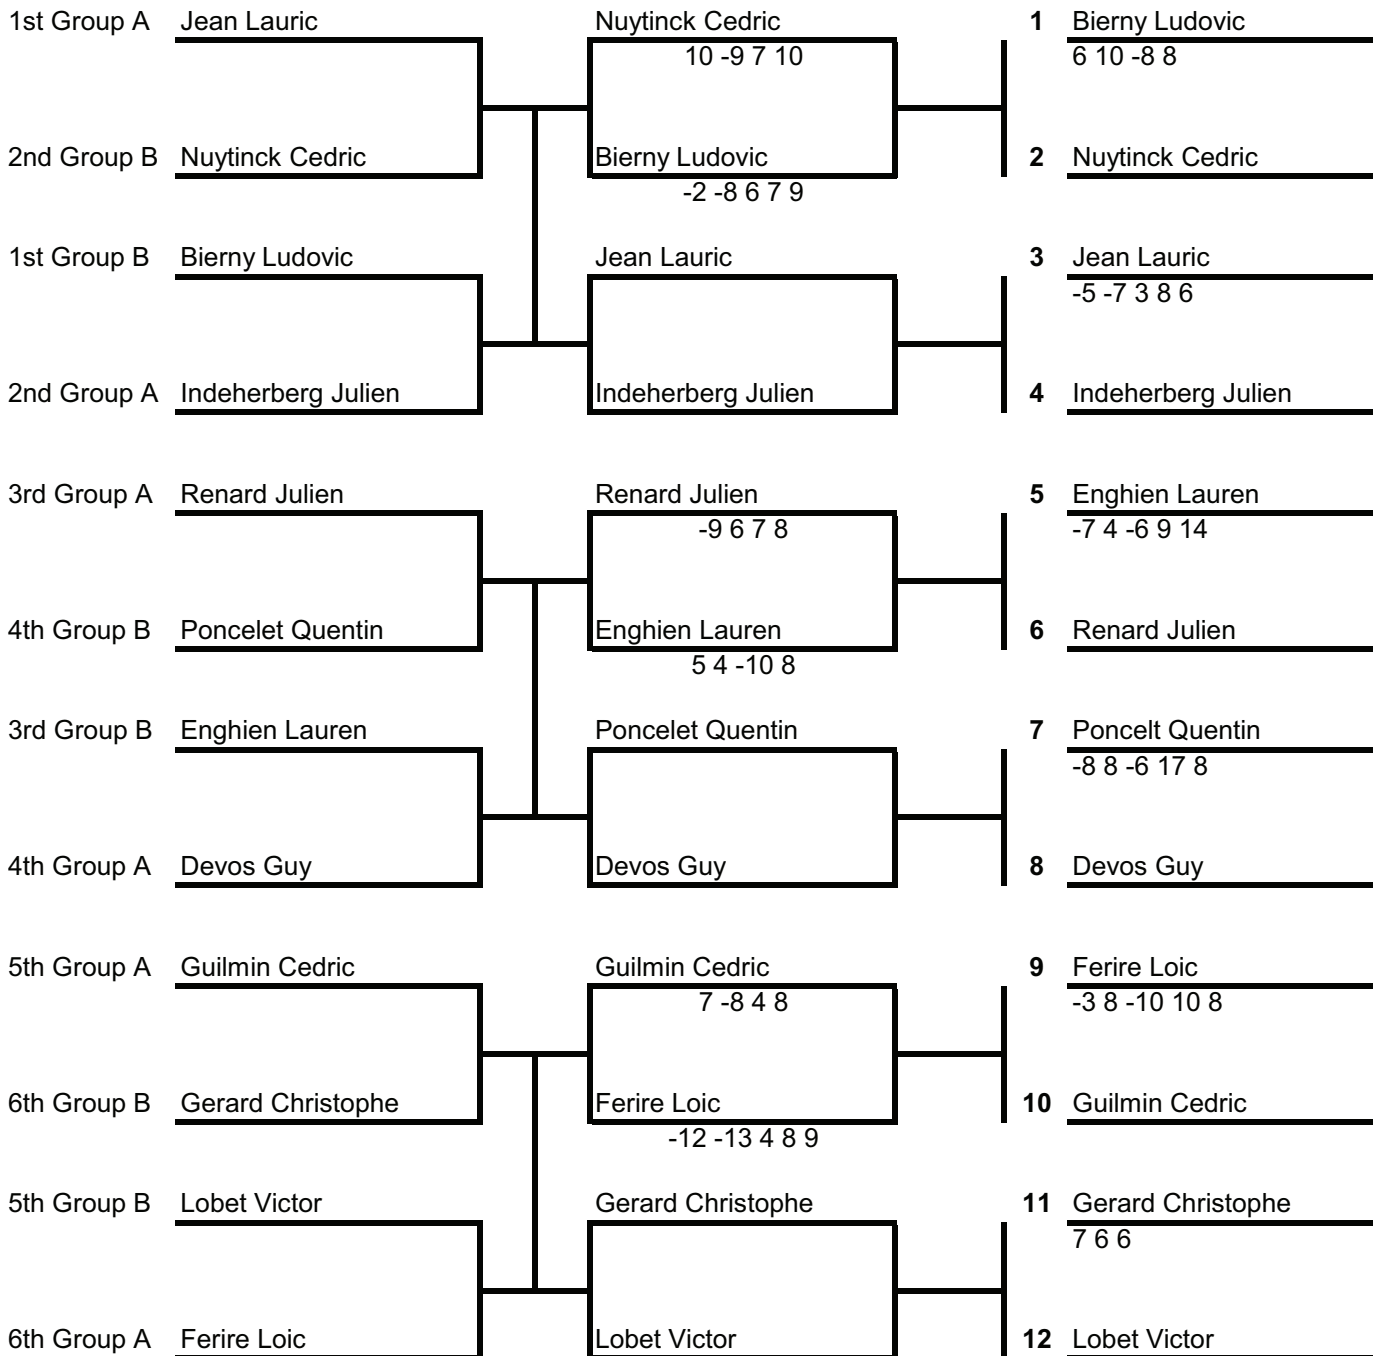 1st Group A Jean Lauric Nuytinck Cedric 1 Bierny Ludovic
10 -9 7 10 6 10 -8 8
2nd Group B Nuytinck Cedric Bierny Ludovic 2 Nuytinck Cedric
-2 -8 6 7 9
1st Group B Bierny Ludovic Jean Lauric 3 Jean Lauric
-5 -7 3 8 6
2nd Group A Indeherberg Julien Indeherberg Julien 4 Indeherberg Julien
3rd Group A Renard Julien Renard Julien 5 Enghien Lauren
-9 6 7 8 -7 4 -6 9 14
4th Group B Poncelet Quentin Enghien Lauren 6 Renard Julien
5 4 -10 8
3rd Group B Enghien Lauren Poncelet Quentin 7 Poncelt Quentin
-8 8 -6 17 8
4th Group A Devos Guy Devos Guy 8 Devos Guy
5th Group A Guilmin Cedric Guilmin Cedric 9 Ferire Loic
7 -8 4 8 -3 8 -10 10 8
6th Group B Gerard Christophe Ferire Loic 10 Guilmin Cedric
-12 -13 4 8 9
5th Group B Lobet Victor Gerard Christophe 11 Gerard Christophe
7 6 6
6th Group A Ferire Loic Lobet Victor 12 Lobet Victor